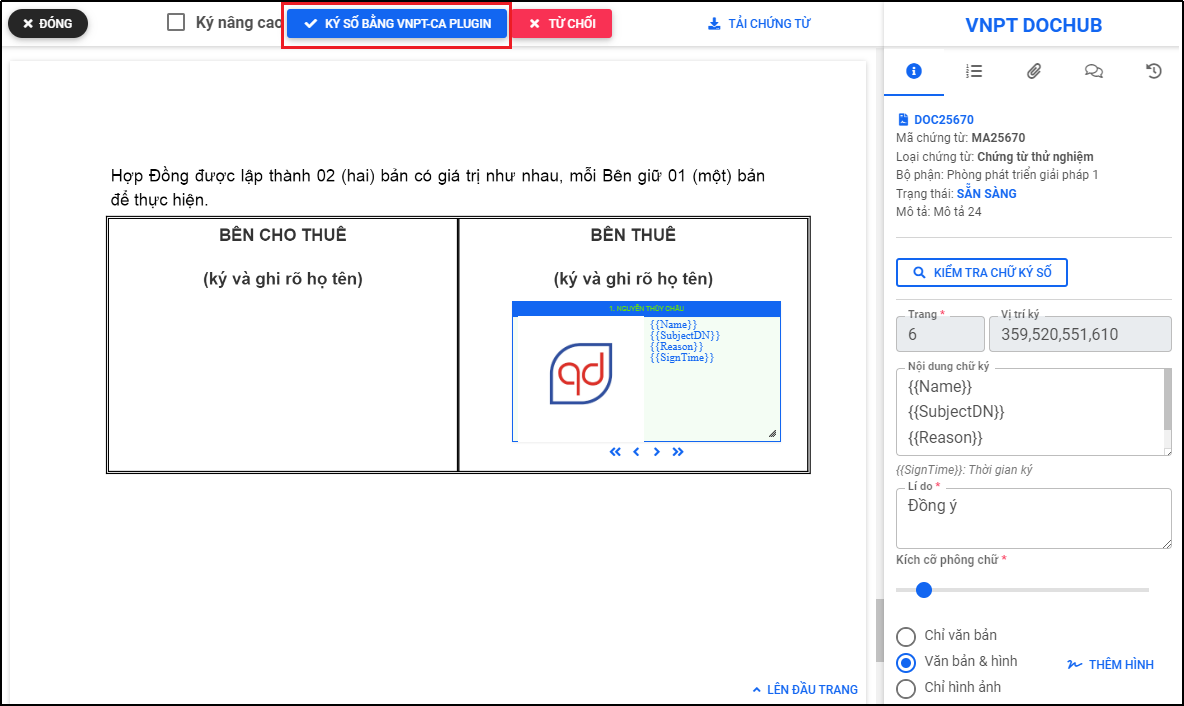 ĐÓNG
Ký nâng cao
KÝ SỐ BẰNG VNPT-CA PLUGIN
TỪ CHỐI
TẢI CHỨNG TỪ
VNPT DOCHUB
Hợp Đồng được lập thành 02 (hai) bản có giá trị như nhau, mỗi Bên giữ 01 (một) bản
để thực hiện.
BÊN CHO THUÊ
(ký và ghi rõ họ tên)
BÊN THUÊ
(ký và ghi rõ họ tên)
1. NGUYỄN THÙY CHÂU
qd
{{Name}}
{{SubjectDN}}
{{Reason}}
{{SignTime}}
LÊN ĐẦU TRANG
DOC25670
Mã chứng từ: MA25670
Loại chứng từ: Chứng từ thử nghiệm
Bộ phận: Phòng phát triển giải pháp 1
Trạng thái: SẴN SÀNG
Mô tả: Mô tả 24
KIỂM TRA CHỮ KÝ SỐ
Trang *
6
Vị trí ký
359,520,551,610
Nội dung chữ ký
{{Name}}
{{SubjectDN}}
{{Reason}}
{{SignTime}}: Thời gian ký
Lí do *
Đồng ý
Kích cỡ phông chữ *
Chỉ văn bản
Văn bản & hình
THÊM HÌNH
Chỉ hình ảnh